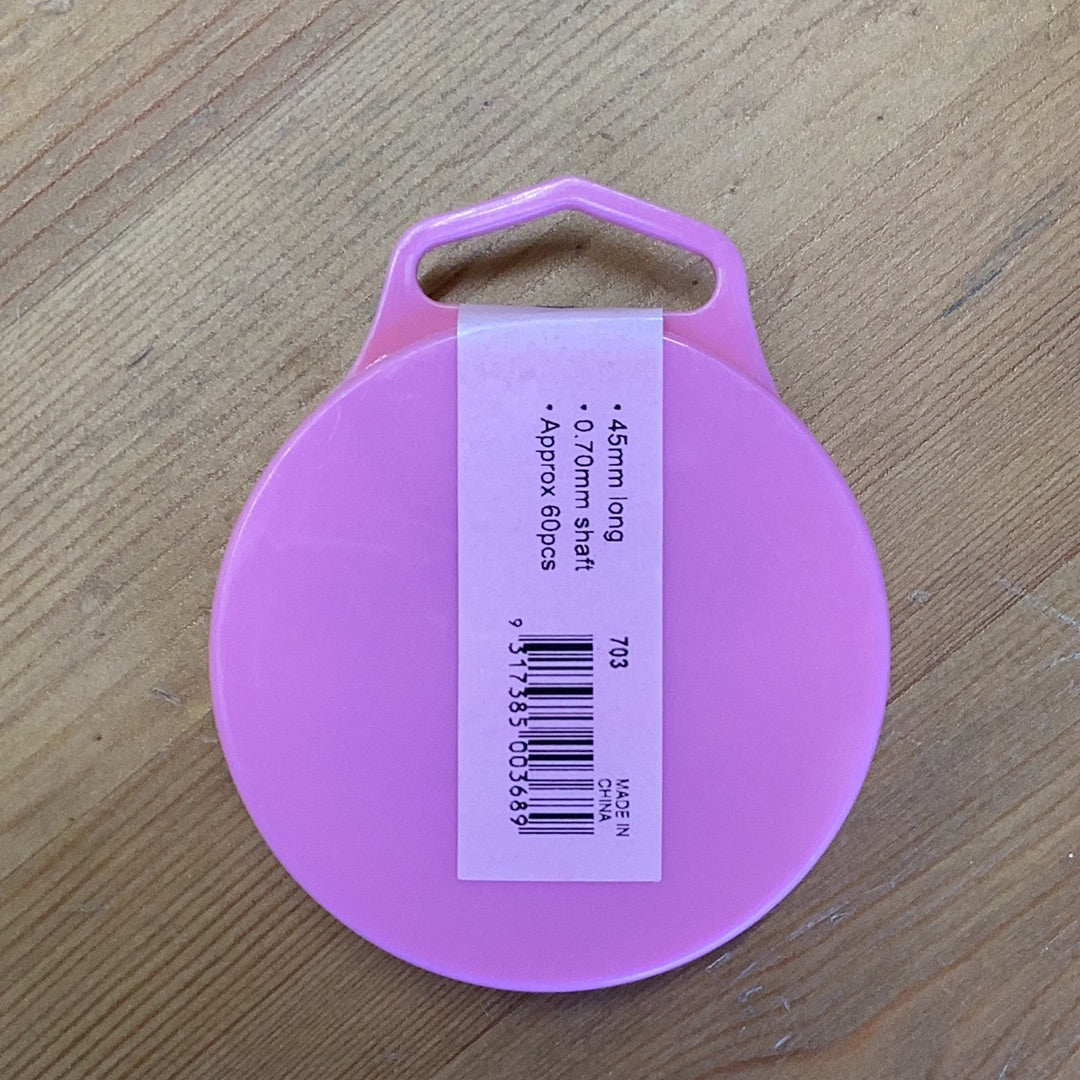 • 45mm long
• 0.70mm shaft
• Approx 60pcs
703
MADE IN
CHINA
9 317385 003689